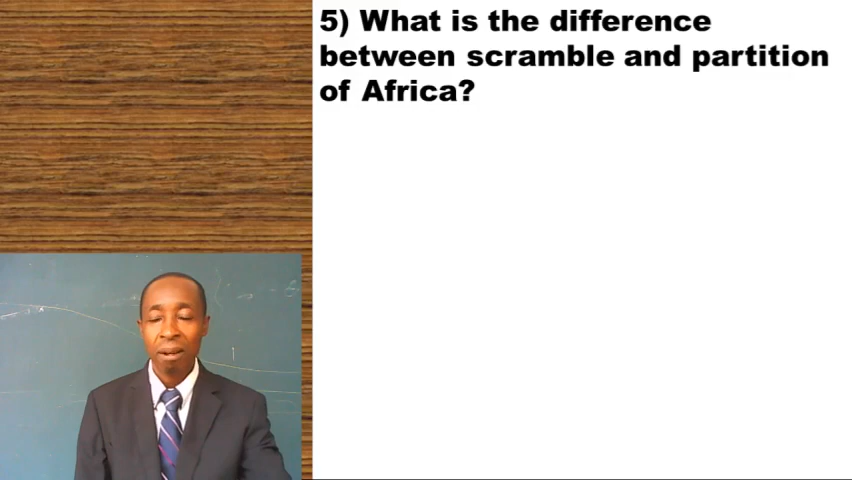 5) What is the difference
between scramble and partition
of Africa?